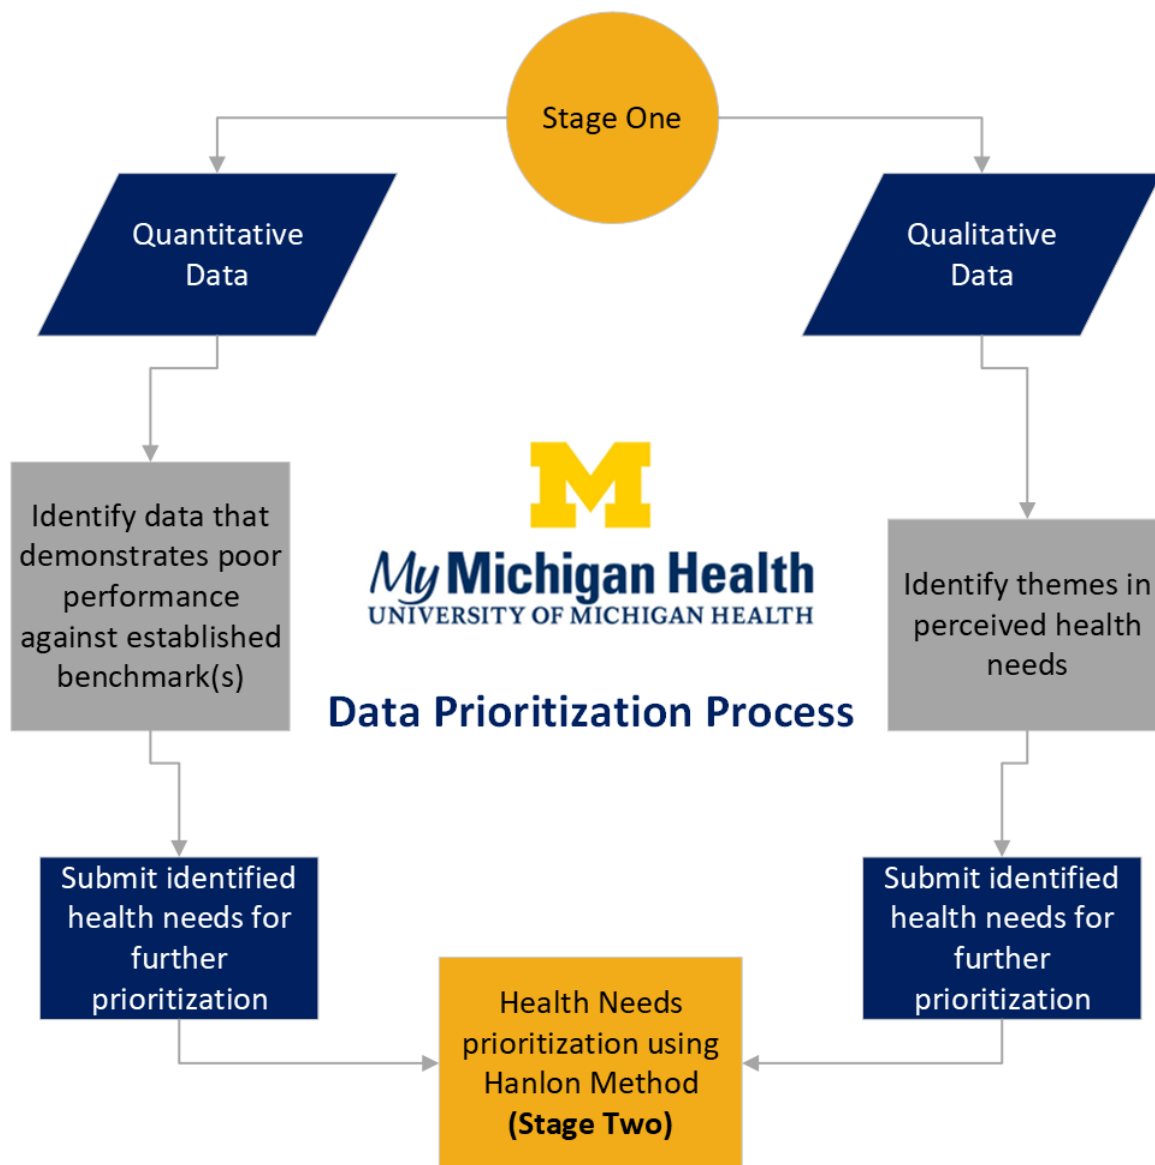 Stage One
Quantitative
Data
Qualitative
Data
Identify data that
demonstrates poor
performance
against established
benchmark(s)
M
My Michigan Health
UNIVERSITY OF MICHIGAN HEALTH
Data Prioritization Process
Identify themes in
perceived health
needs
Submit identified
health needs for
further
prioritization
Submit identified
health needs for
further
prioritization
Health Needs
prioritization using
Hanlon Method
(Stage Two)